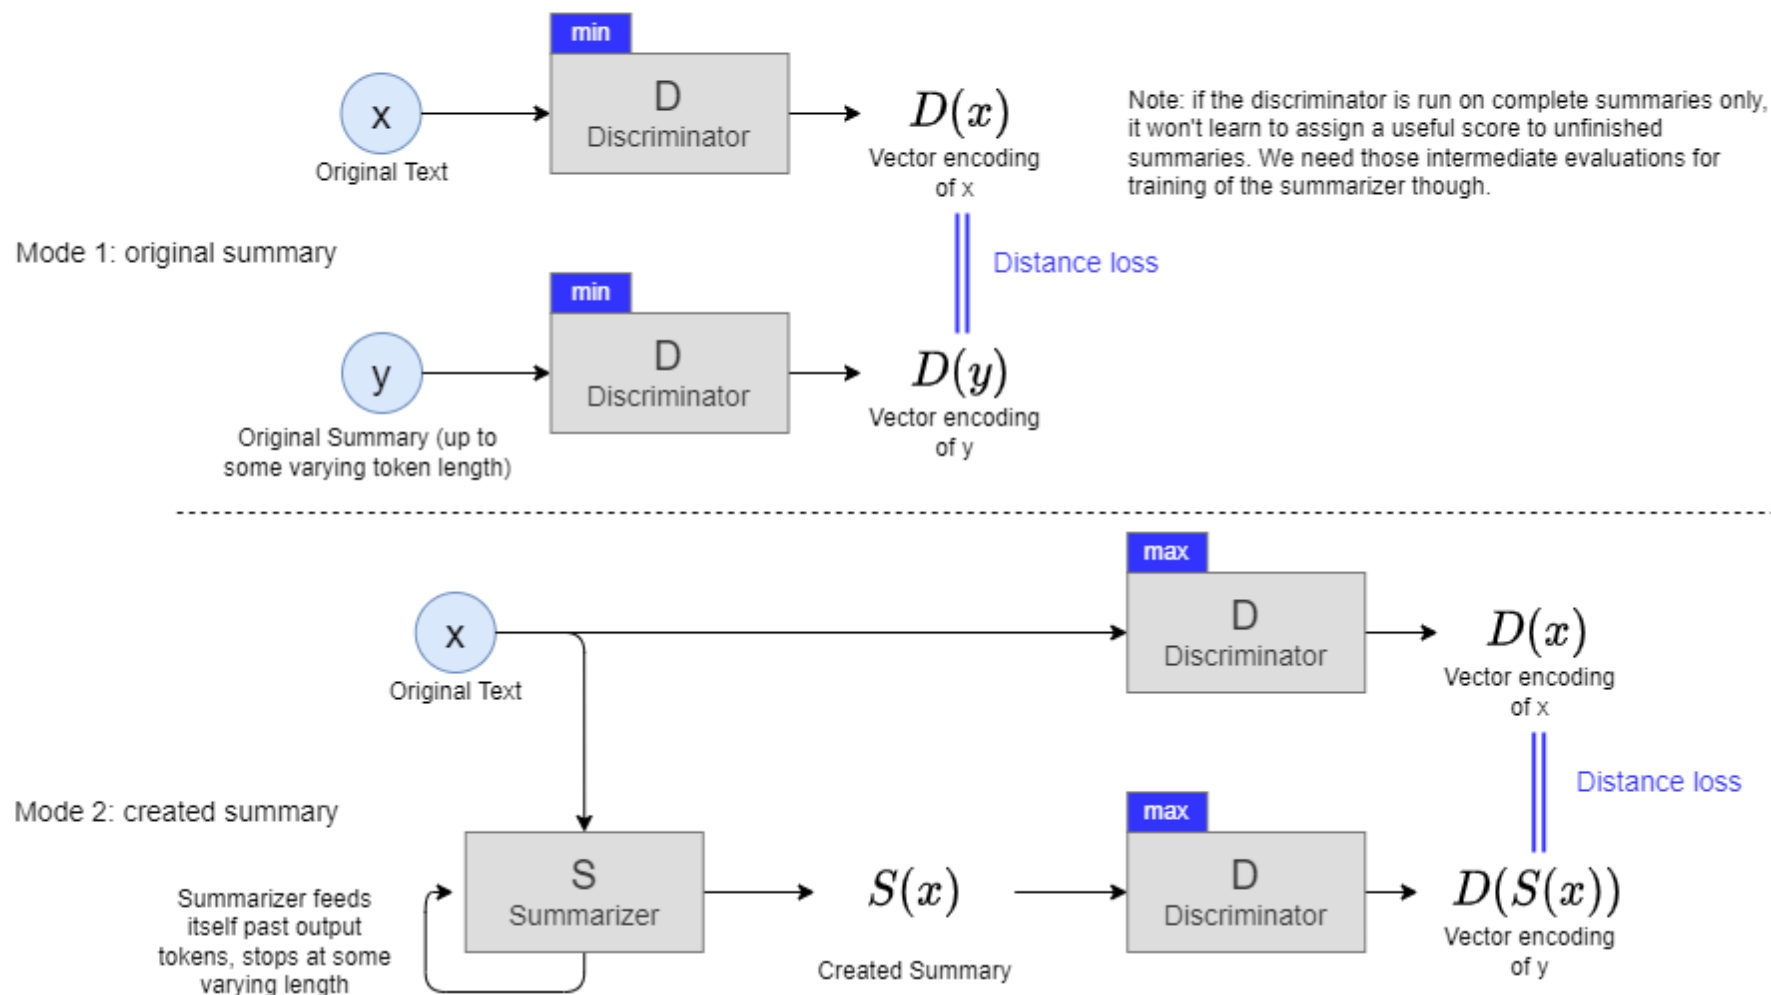 min
x
D
Discriminator
D(x)
Original Text
Vector encoding
of x
Note: if the discriminator is run on complete summaries only,
it won't learn to assign a useful score to unfinished
summaries. We need those intermediate evaluations for
training of the summarizer though.
Mode 1: original summary
Distance loss
min
y
D
Discriminator
D(y)
Original Summary (up to
some varying token length)
Vector encoding
of y
max
x
D
Discriminator
D(x)
Original Text
Vector encoding
of x
Mode 2: created summary
Distance loss
max
S
Summarizer
S(x)
D
Discriminator
D(S(x))
Summarizer feeds
itself past output
tokens, stops at some
varying length
Created Summary
Vector encoding
of y